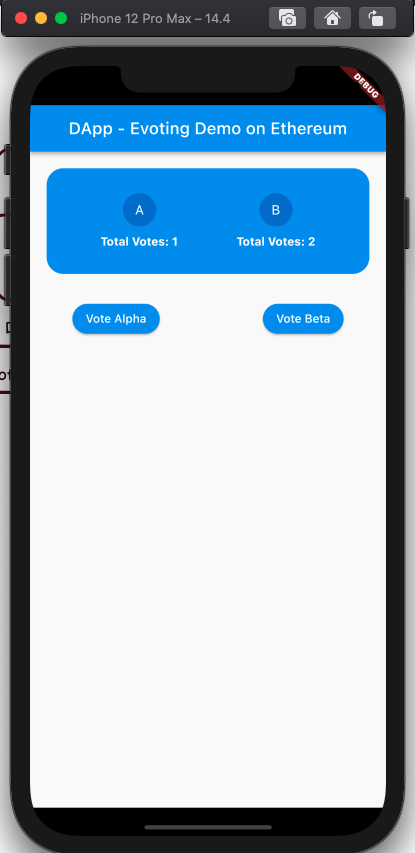 iPhone 12 Pro Max – 14.4
DEBUG
DApp - Evoting Demo on Ethereum
A
B
Total Votes: 1
Total Votes: 2
Vote Alpha
Vote Beta